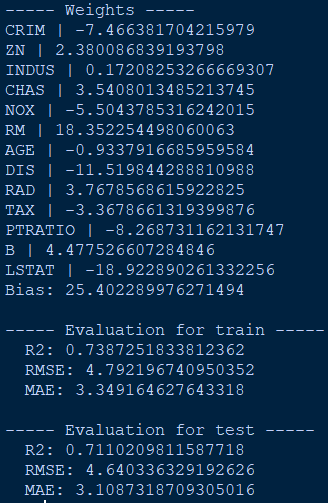 ----- Weights -----
CRIM | -7.466381704215979
ZN | 2.380086839193798
INDUS | 0.17208253266669307
CHAS | 3.5408013485213745
NOX | -5.5043785316242015
RM | 18.352254498060063
AGE | -0.9337916685959584
DIS | -11.519844288810988
RAD | 3.7678568615922825
TAX | -3.3678661319399876
PTRATIO | -8.268731162131747
B | 4.477526607284846
LSTAT | -18.922890261332256
Bias: 25.402289976271494
----- Evaluation for train -----
R2: 0.7387251833812362
RMSE: 4.792196740950352
MAE: 3.349164627643318
----- Evaluation for test -----
R2: 0.7110209811587718
RMSE: 4.640336329192626
MAE: 3.1087318709305016